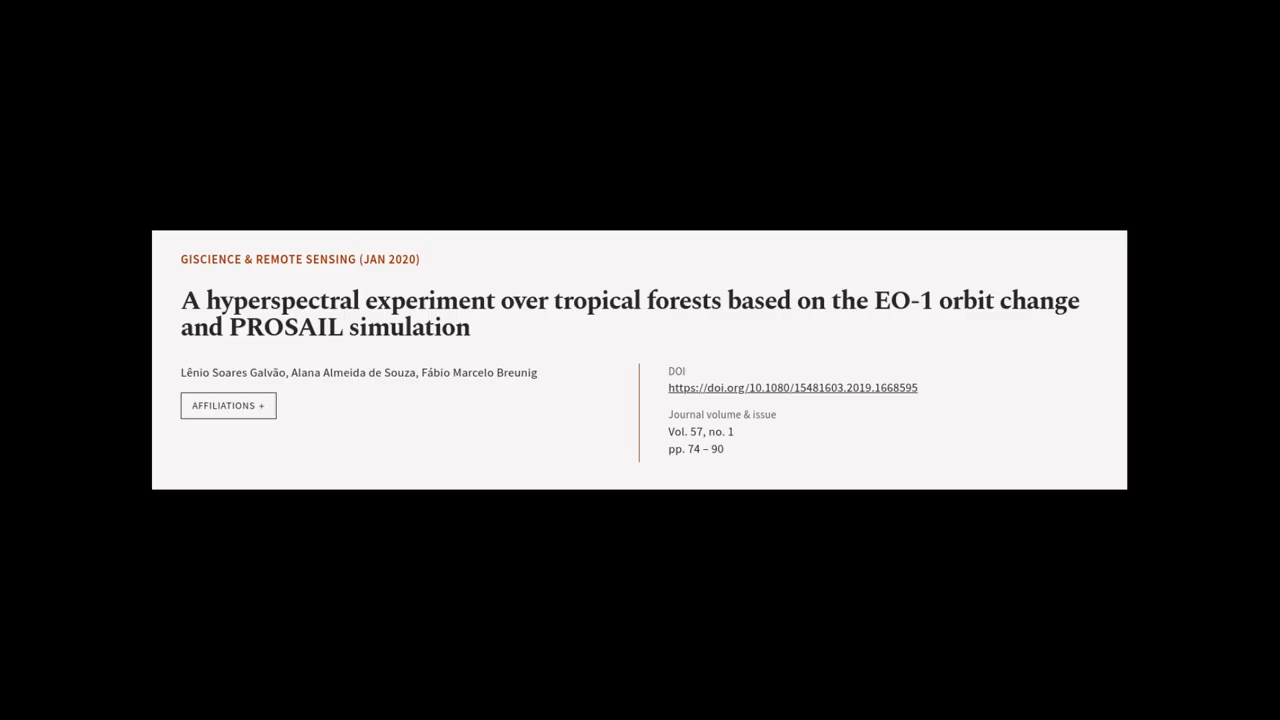 GISCIENCE & REMOTE SENSING (JAN 2020)
A hyperspectral experiment over tropical forests based on the EO-1 orbit change
and PROSAIL simulation
Lênio Soares Galvão, Alana Almeida de Souza, Fábio Marcelo Breunig
AFFILIATIONS +
DOI
https://doi.org/10.1080/15481603.2019.1668595
Journal volume & issue
Vol. 57, no. 1
pp. 74 – 90